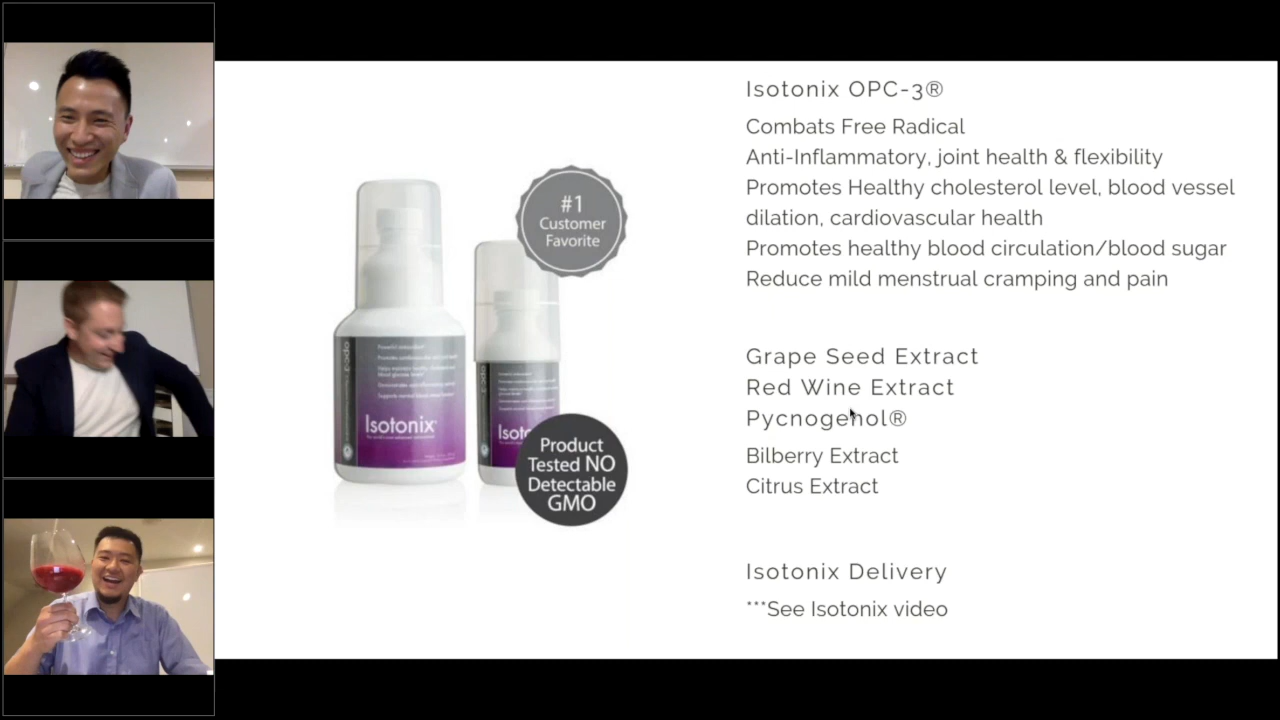 Isotonix OPC-3®
Combats Free Radical
Anti-Inflammatory, joint health & flexibility
Promotes Healthy cholesterol level, blood vessel
dilation, cardiovascular health
Promotes healthy blood circulation/blood sugar
Reduce mild menstrual cramping and pain
#1
Customer
Favorite
Isotonix®
Isot
Product
Tested NO
Detectable
GMO
Grape Seed Extract
Red Wine Extract
Pycnogenol®
Bilberry Extract
Citrus Extract
Isotonix Delivery
***See Isotonix video